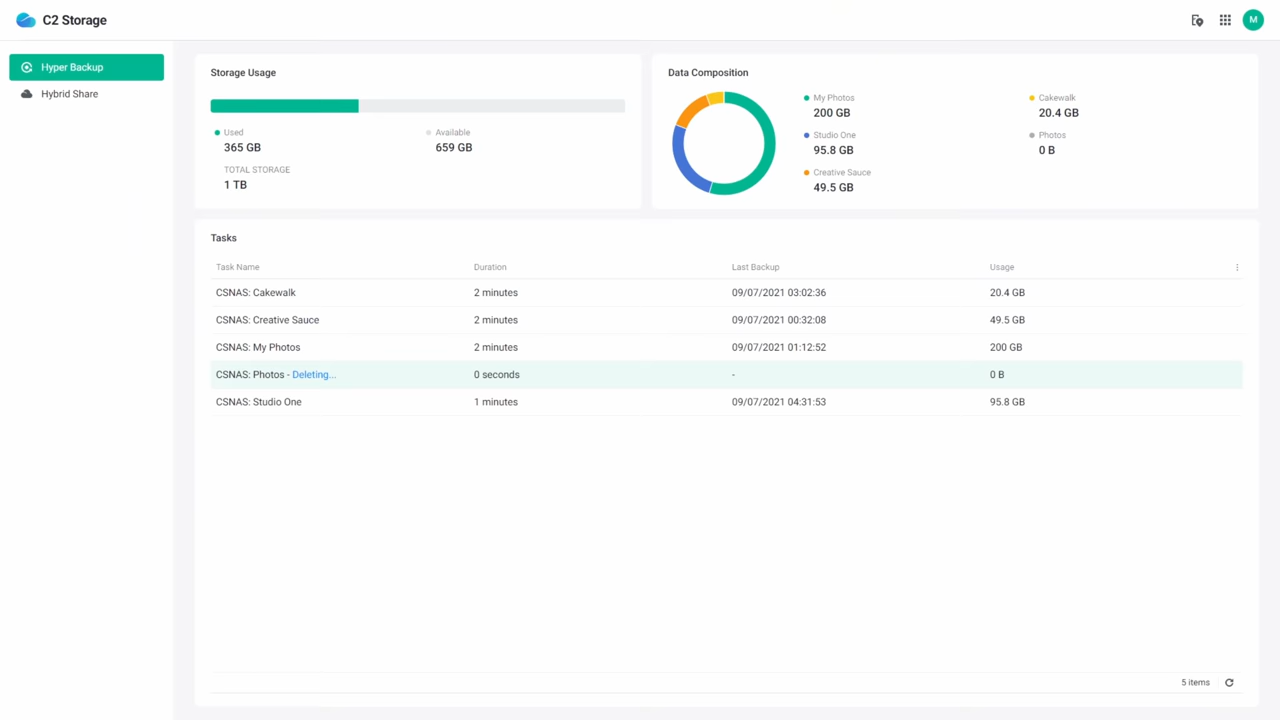 C2 Storage
M
Hyper Backup
Hybrid Share
Storage Usage
Used
365 GB
Available
659 GB
TOTAL STORAGE
1 TB
Data Composition
My Photos
200 GB
Studio One
95.8 GB
Creative Sauce
49.5 GB
Cakewalk
20.4 GB
Photos
0 B
Tasks
Task Name Duration Last Backup Usage
CSNAS: Cakewalk 2 minutes 09/07/2021 03:02:36 20.4 GB
CSNAS: Creative Sauce 2 minutes 09/07/2021 00:32:08 49.5 GB
CSNAS: My Photos 2 minutes 09/07/2021 01:12:52 200 GB
CSNAS: Photos - Deleting... 0 seconds - 0 B
CSNAS: Studio One 1 minutes 09/07/2021 04:31:53 95.8 GB
5 items